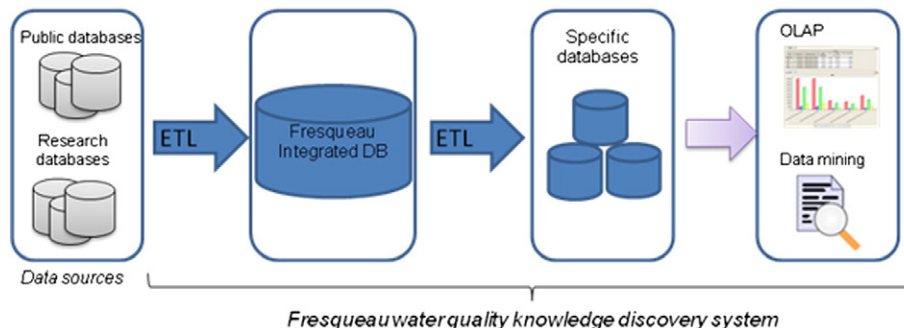 Public databases
Research
databases
Data sources
ETL
Fresqueau
Integrated DB
ETL
Specific
databases
OLAP
Data mining
Fresqueau water quality knowledge discovery system